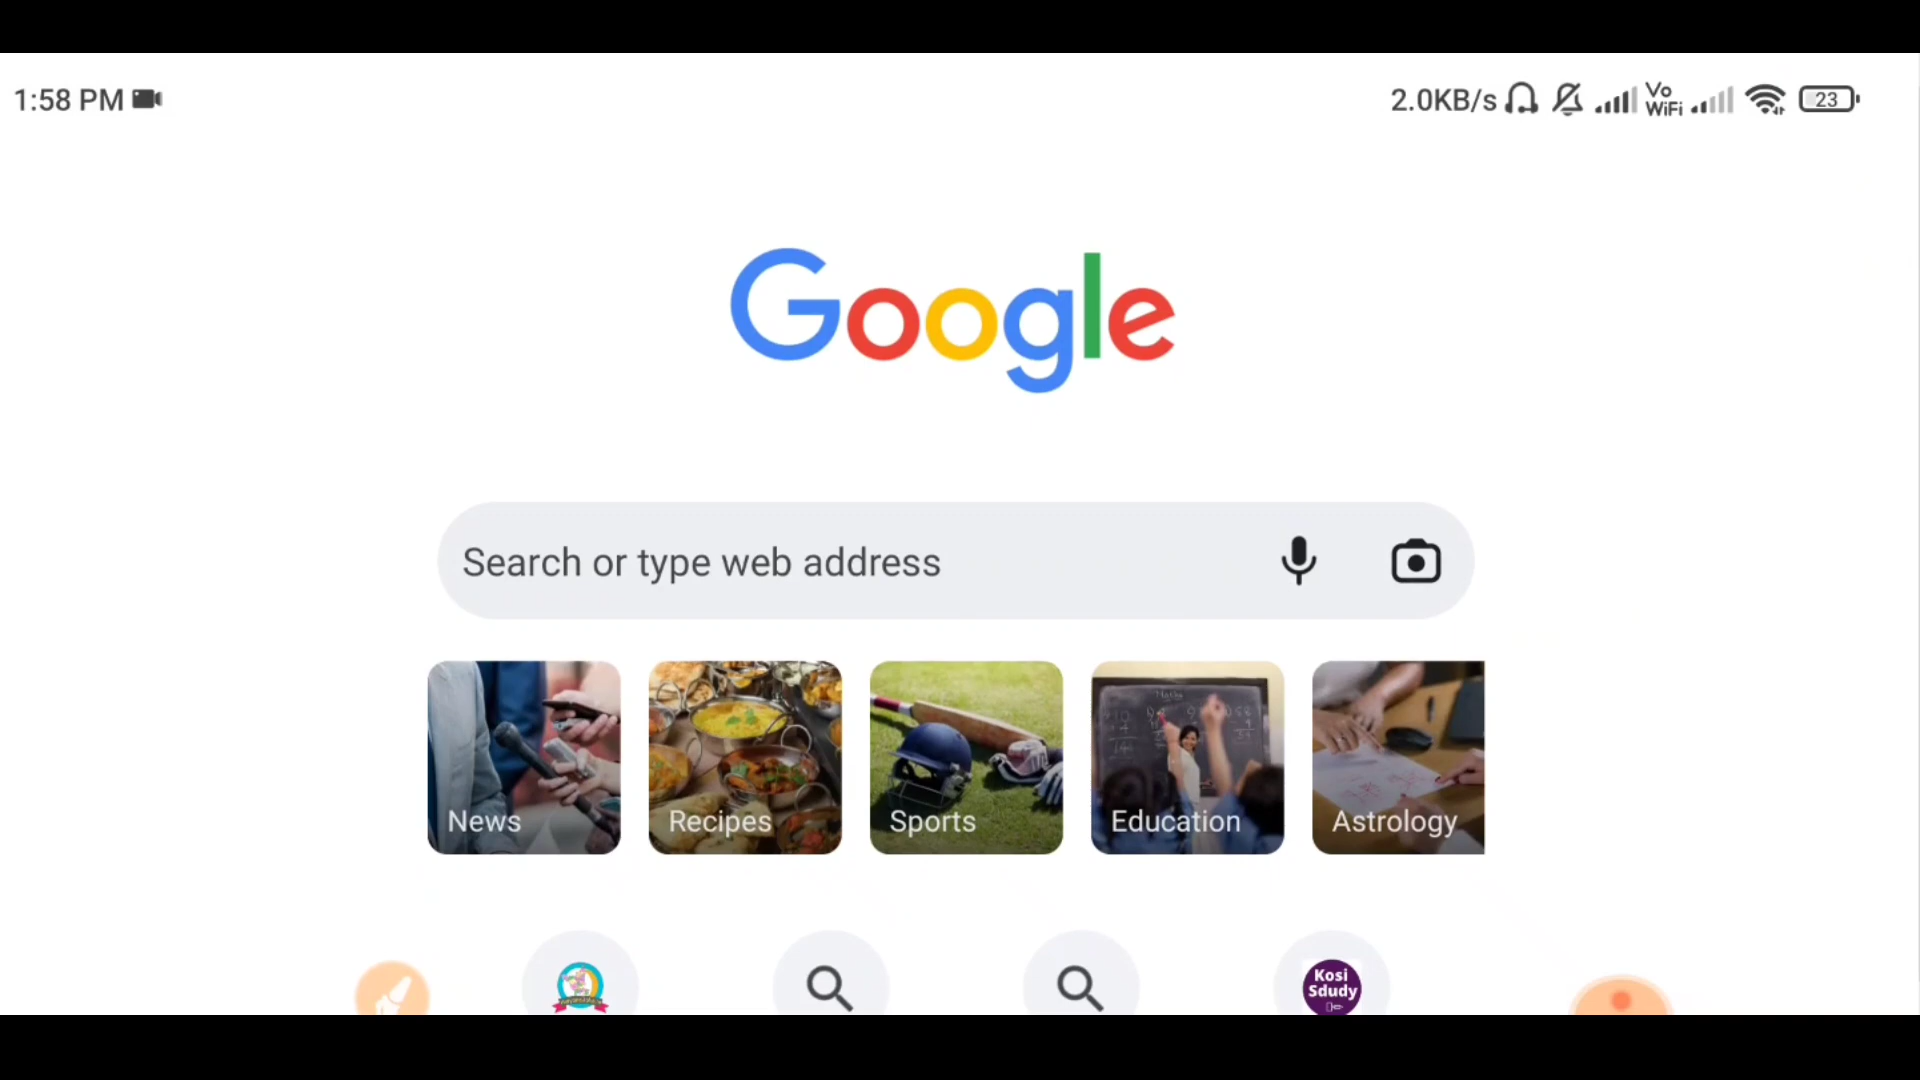 1:58 PM
2.0KB/s Vo WiFi 23
Google
Search or type web address
News
Recipes
Sports
Education
Astrology
Kosi
Sdudy